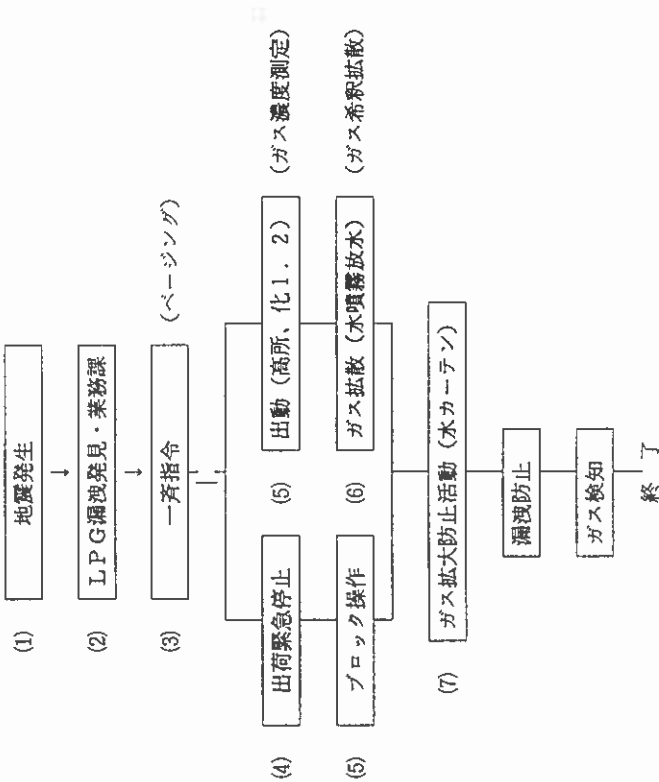 (1) 地震発生
(2) LPG漏洩発見・業務課
(3) 一斉指令 (ページング)
(4) 出荷緊急停止 (5) 出動(高所、化1.2) (ガス濃度測定)
(5) ブロック操作 (6) ガス拡散(水噴霧放水) (ガス希釈拡散)
(7) ガス拡大防止活動(水カーテン)
漏洩防止
ガス検知
終 了